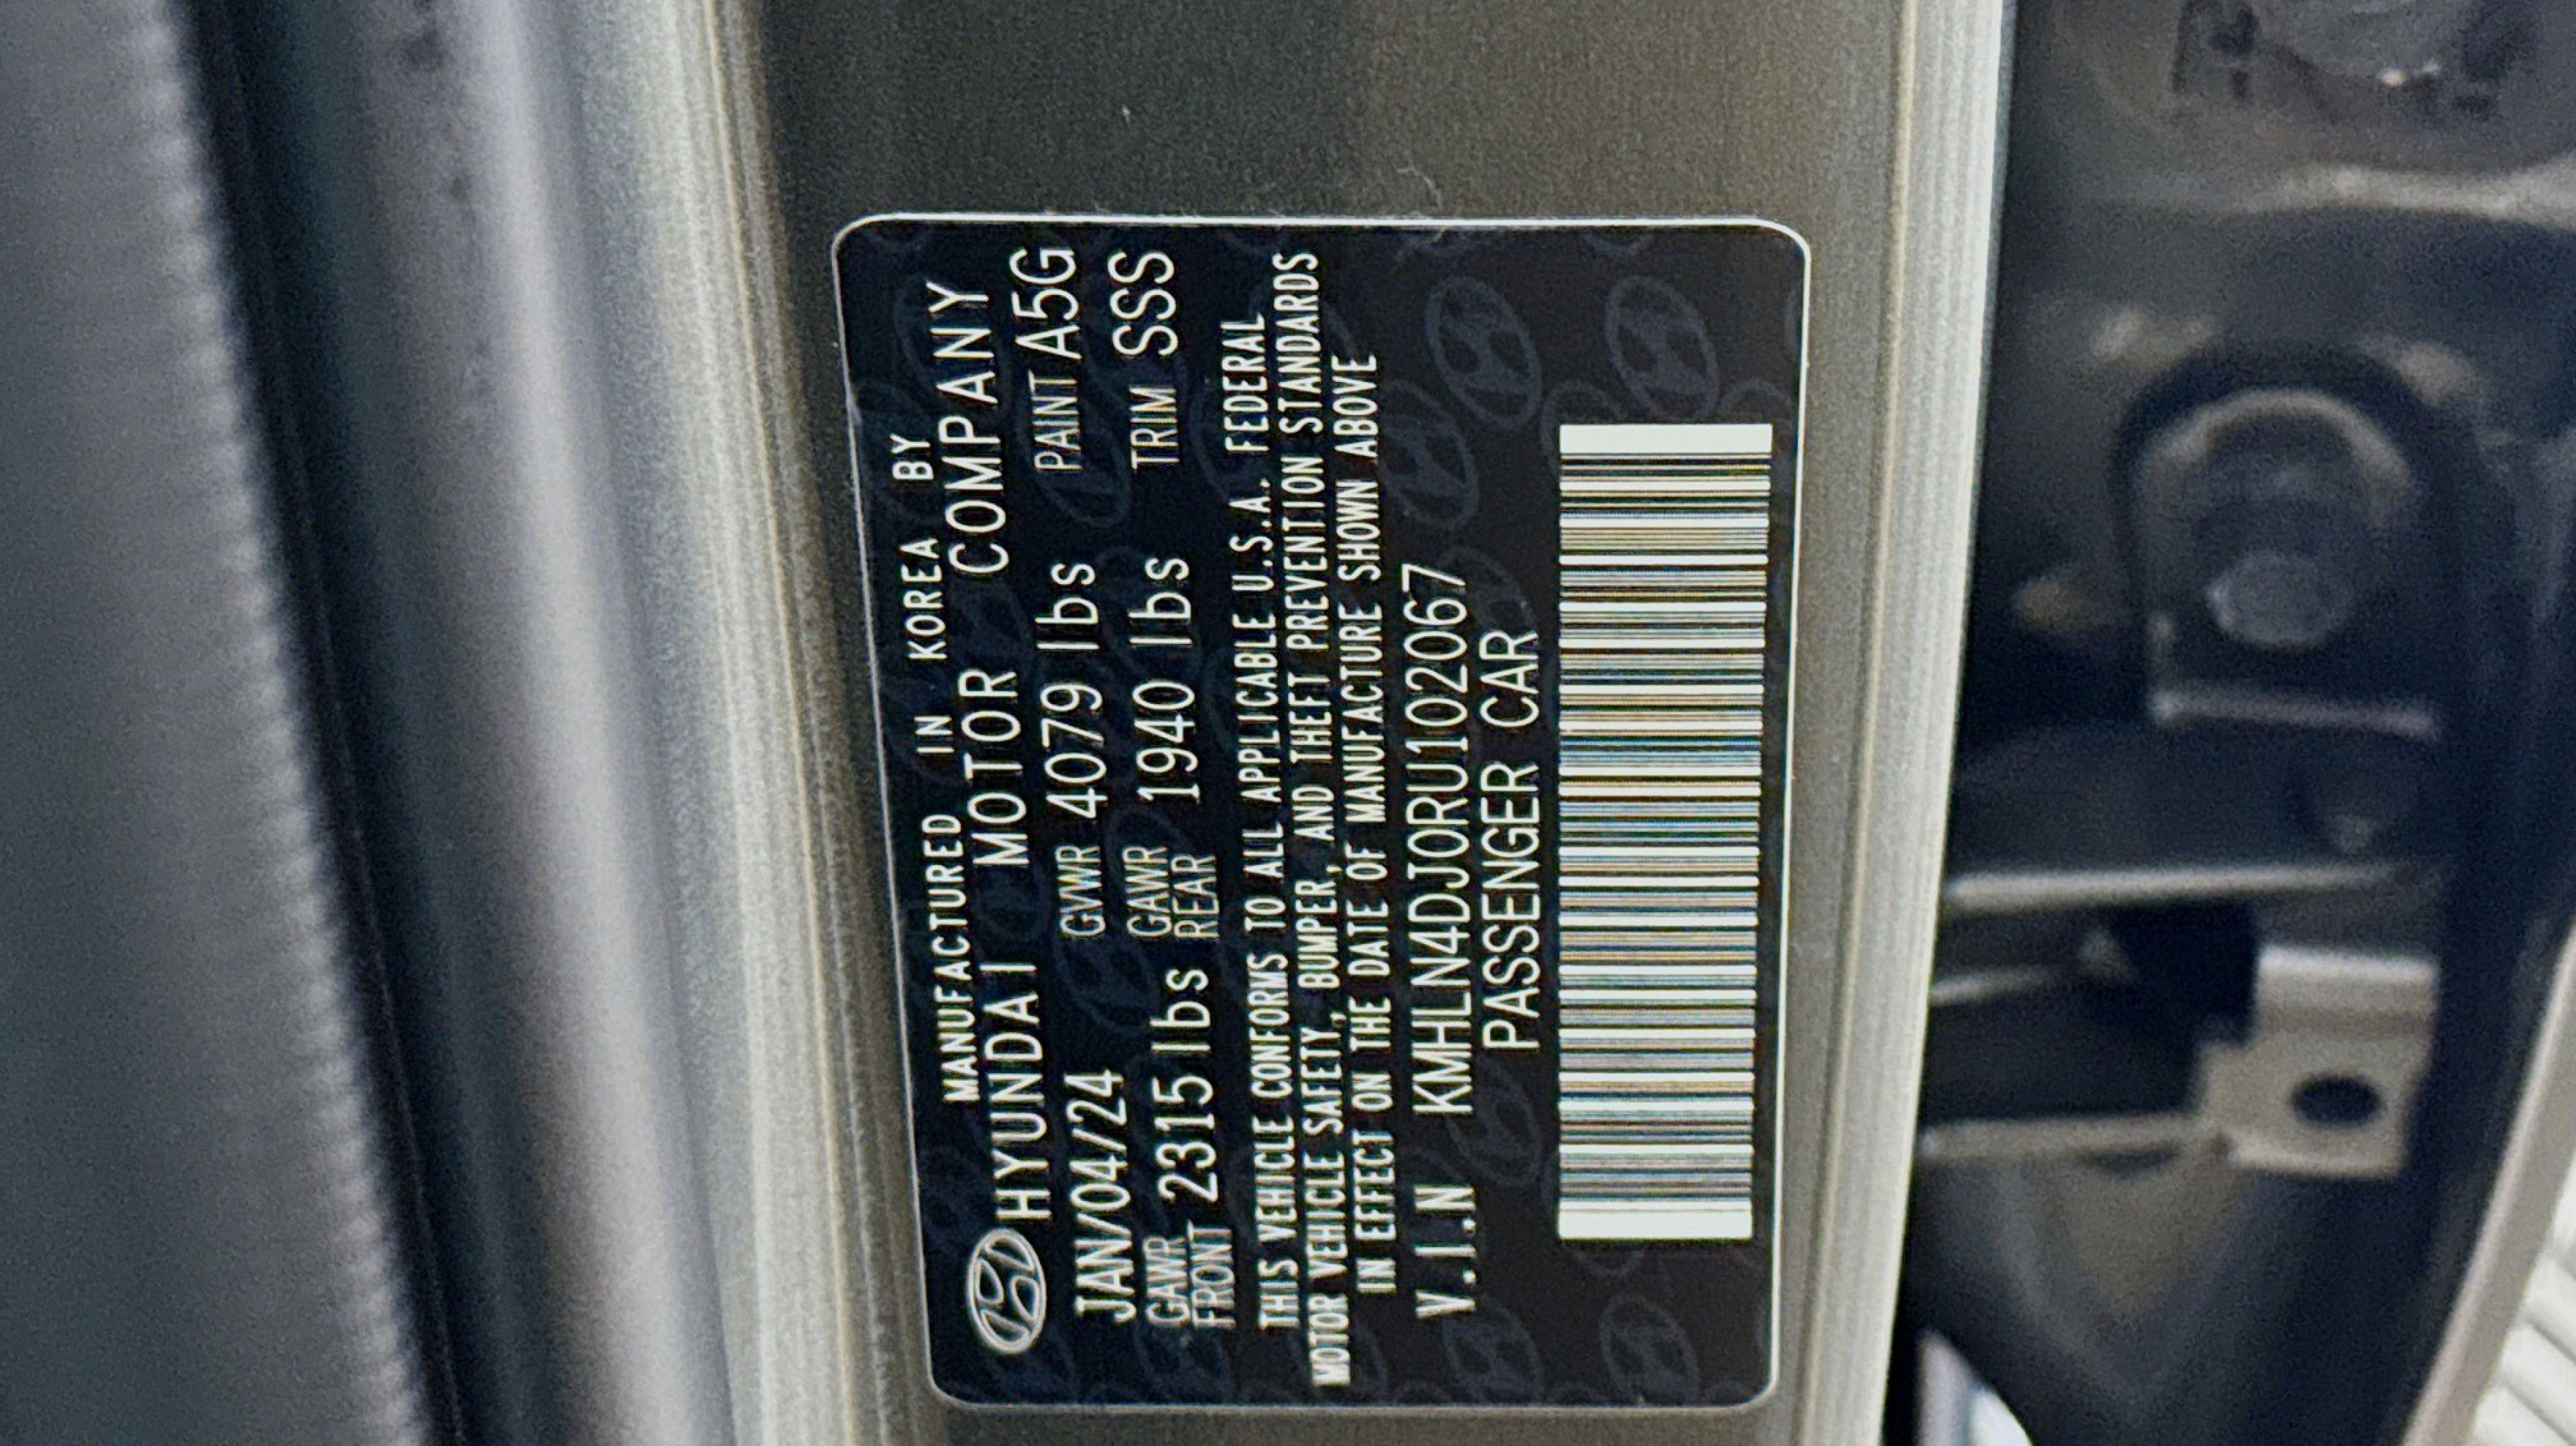 MANUFACTURED IN KOREA BY
HYUNDAI MOTOR COMPANY
JAN/04/24 GVWR 4079 lbs PAINT A5G
GAWR FRONT 2315 lbs GAWR REAR 1940 lbs TRIM SSS
THIS VEHICLE CONFORMS TO ALL APPLICABLE U.S.A. FEDERAL
MOTOR VEHICLE SAFETY, BUMPER, AND THEFT PREVENTION STANDARDS
IN EFFECT ON THE DATE OF MANUFACTURE SHOWN ABOVE
V.I.N KMHLN4DJ0RU102067
PASSENGER CAR